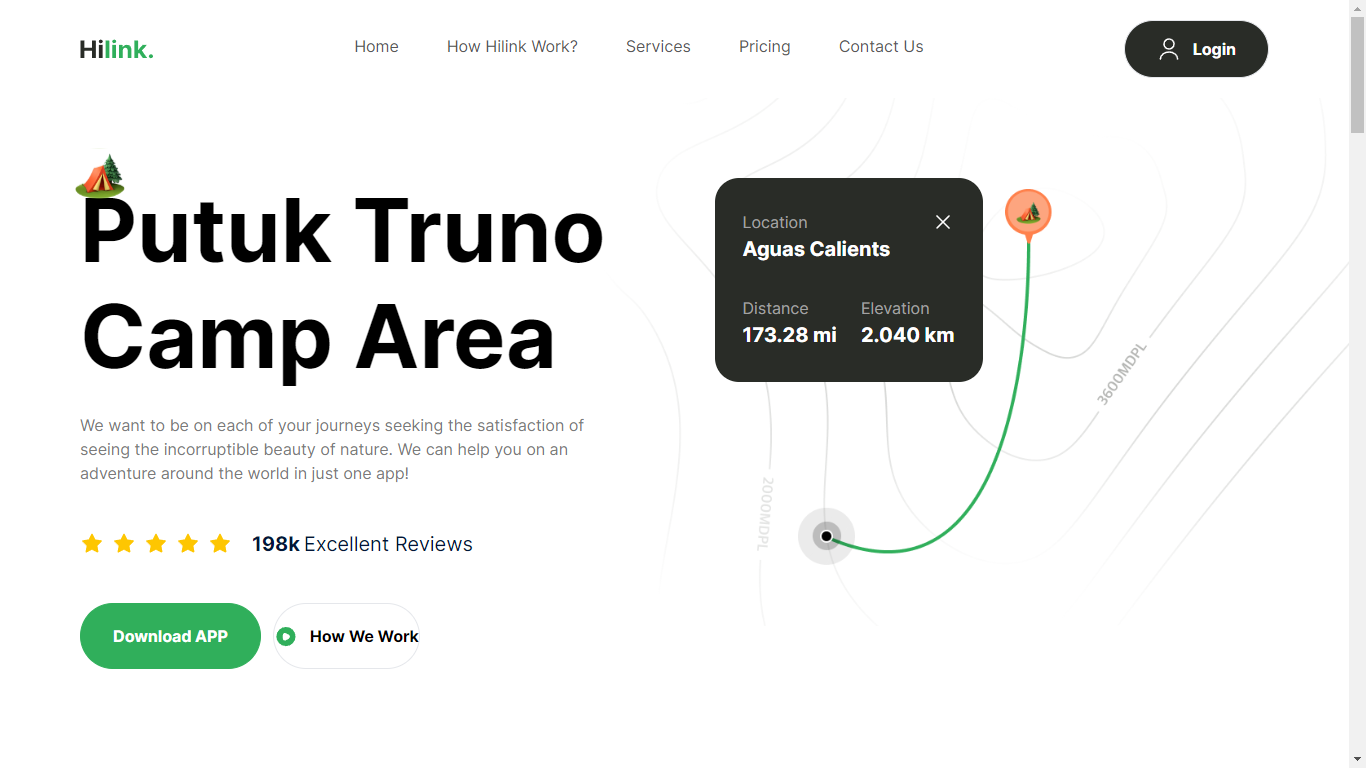 Hilink.
Home
How Hilink Work?
Services
Pricing
Contact Us
Login
Putuk Truno
Camp Area
We want to be on each of your journeys seeking the satisfaction of
seeing the incorruptible beauty of nature. We can help you on an
adventure around the world in just one app!
198k Excellent Reviews
Download APP
How We Work
Location
Aguas Calients
Distance
Elevation
173.28 mi
2.040 km
3600MDPL
2000MDPL